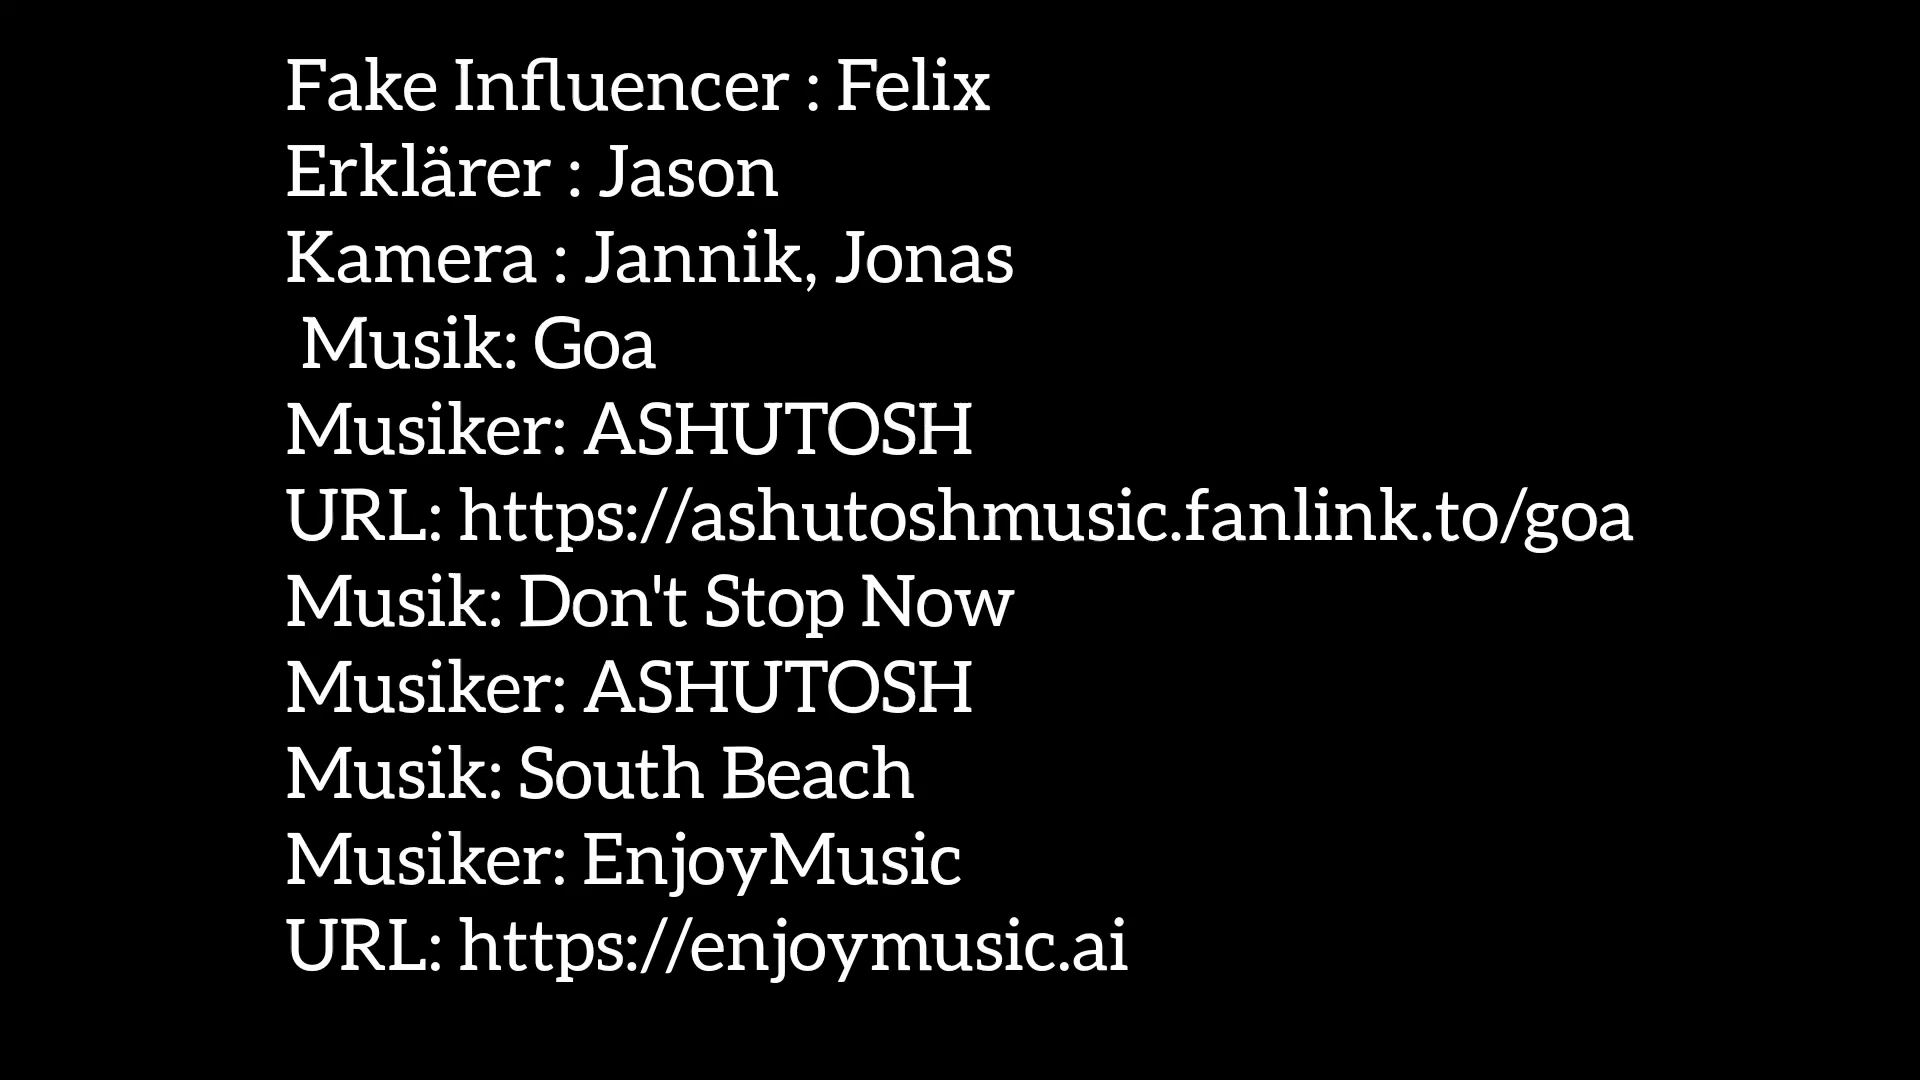 Fake Influencer : Felix
Erklärer : Jason
Kamera : Jannik, Jonas
Musik: Goa
Musiker: ASHUTOSH
URL: https://ashutoshmusic.fanlink.to/goa
Musik: Don't Stop Now
Musiker: ASHUTOSH
Musik: South Beach
Musiker: EnjoyMusic
URL: https://enjoymusic.ai